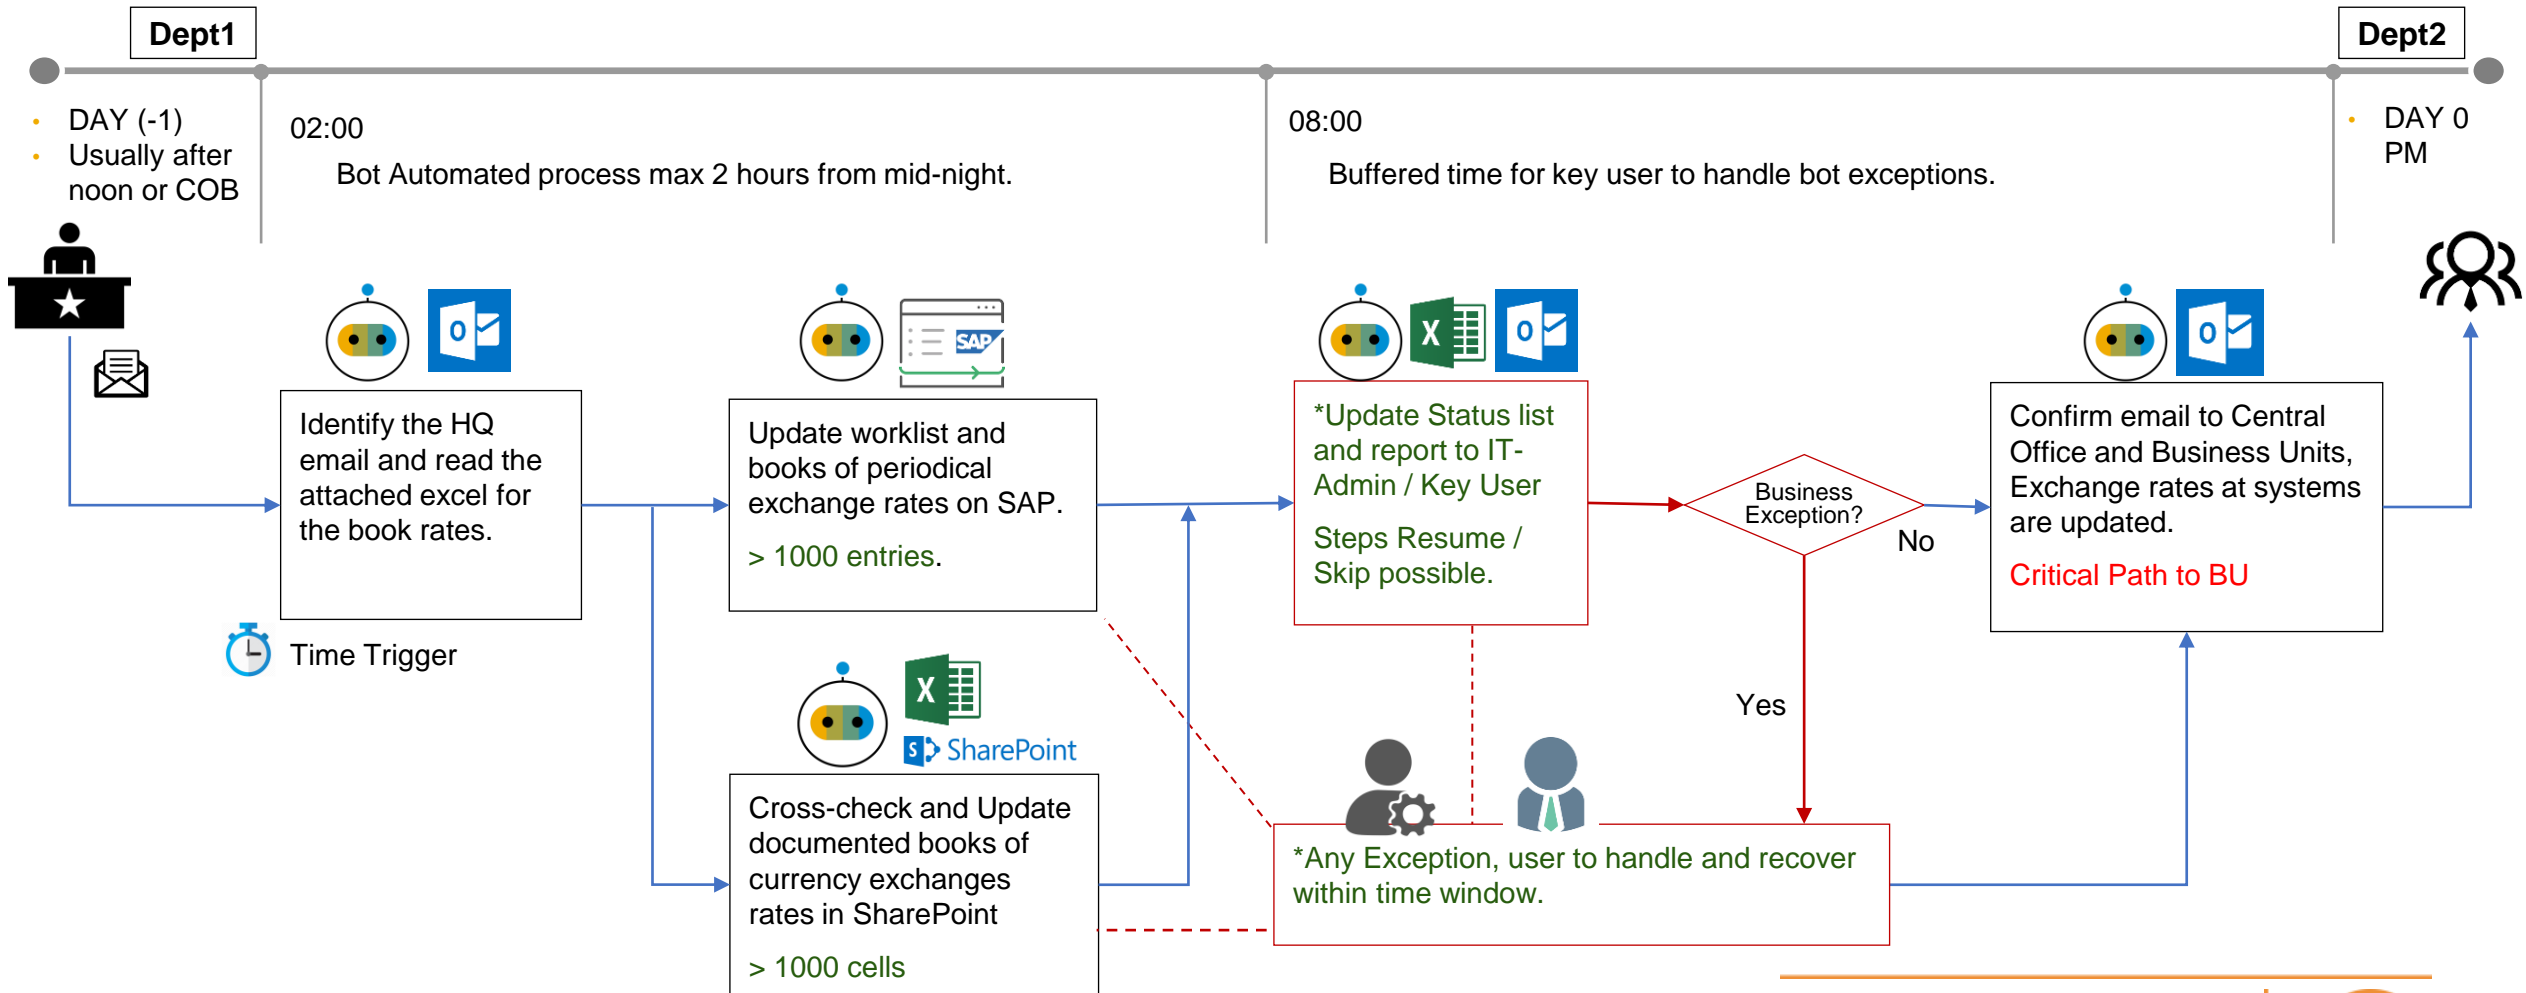 Dept1
Dept2
• DAY (-1)
• Usually after
noon or COB
02:00
Bot Automated process max 2 hours from mid-night.
08:00
Buffered time for key user to handle bot exceptions.
• DAY 0
PM
Identify the HQ
email and read the
attached excel for
the book rates.
Time Trigger
SAP
Update worklist and
books of periodical
exchange rates on SAP.
> 1000 entries.
SharePoint
Cross-check and Update
documented books of
currency exchanges
rates in SharePoint
> 1000 cells
*Update Status list
and report to IT-
Admin / Key User
Steps Resume /
Skip possible.
Business
Exception?
No
Yes
*Any Exception, user to handle and recover
within time window.
Confirm email to Central
Office and Business Units,
Exchange rates at systems
are updated.
Critical Path to BU